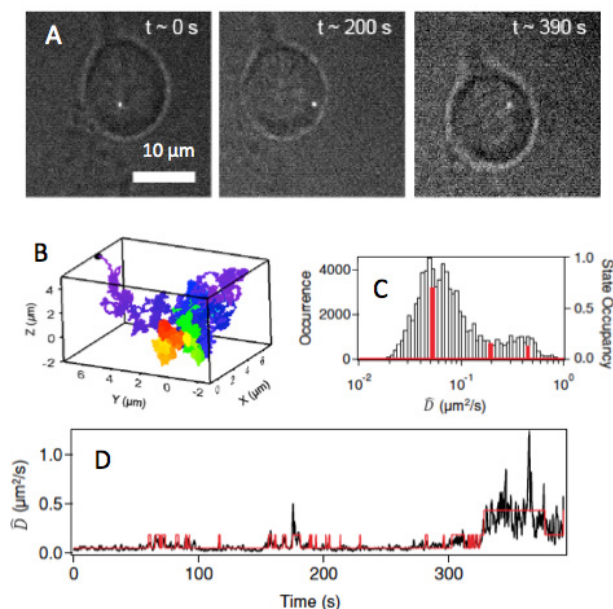 A
t ~ 0 s
t ~ 200 s
t ~ 390 s
10 μm
B
Z (μm)
4
2
0
-2
6
4
2
0
-2
Y (μm)
0
2
4
6
X (μm)
C
Occurrence
4000
2000
0
1.0
0.5
0.0
State Occupancy
10⁻²
10⁻¹
10⁰
D̂ (μm²/s)
D
D̂ (μm²/s)
1.0
0.5
0.0
0
100
200
300
Time (s)